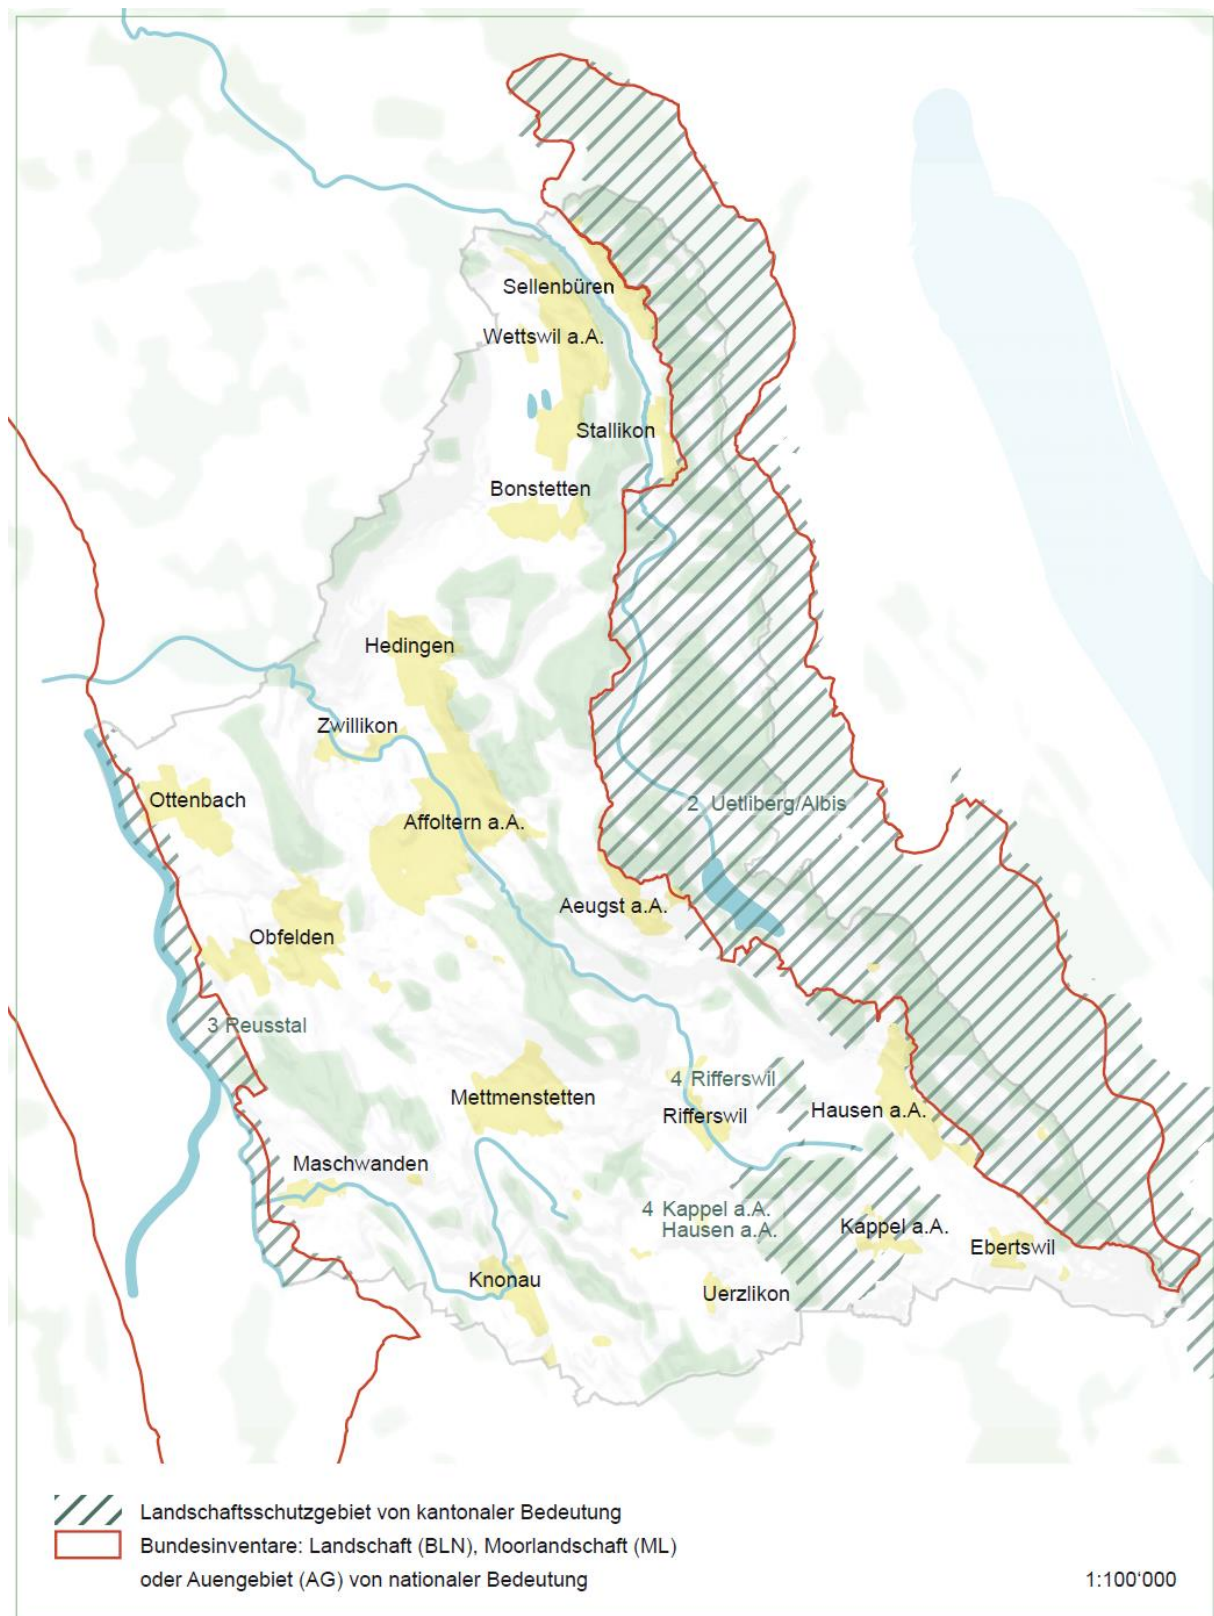 Sellenbüren
Wettswil a.A.
Stallikon
Bonstetten
Hedingen
Zwillikon
Ottenbach
2 Uetliberg/Albis
Affoltern a.A.
Aeugst a.A.
Obfelden
3 Reusstal
4 Rifferswil
Mettmenstetten
Rifferswil
Hausen a.A.
Maschwanden
4 Kappel a.A.
Hausen a.A.
Kappel a.A.
Ebertswil
Knonau
Uerzlikon
Landschaftsschutzgebiet von kantonaler Bedeutung
Bundesinventare: Landschaft (BLN), Moorlandschaft (ML)
oder Auengebiet (AG) von nationaler Bedeutung
1:100'000